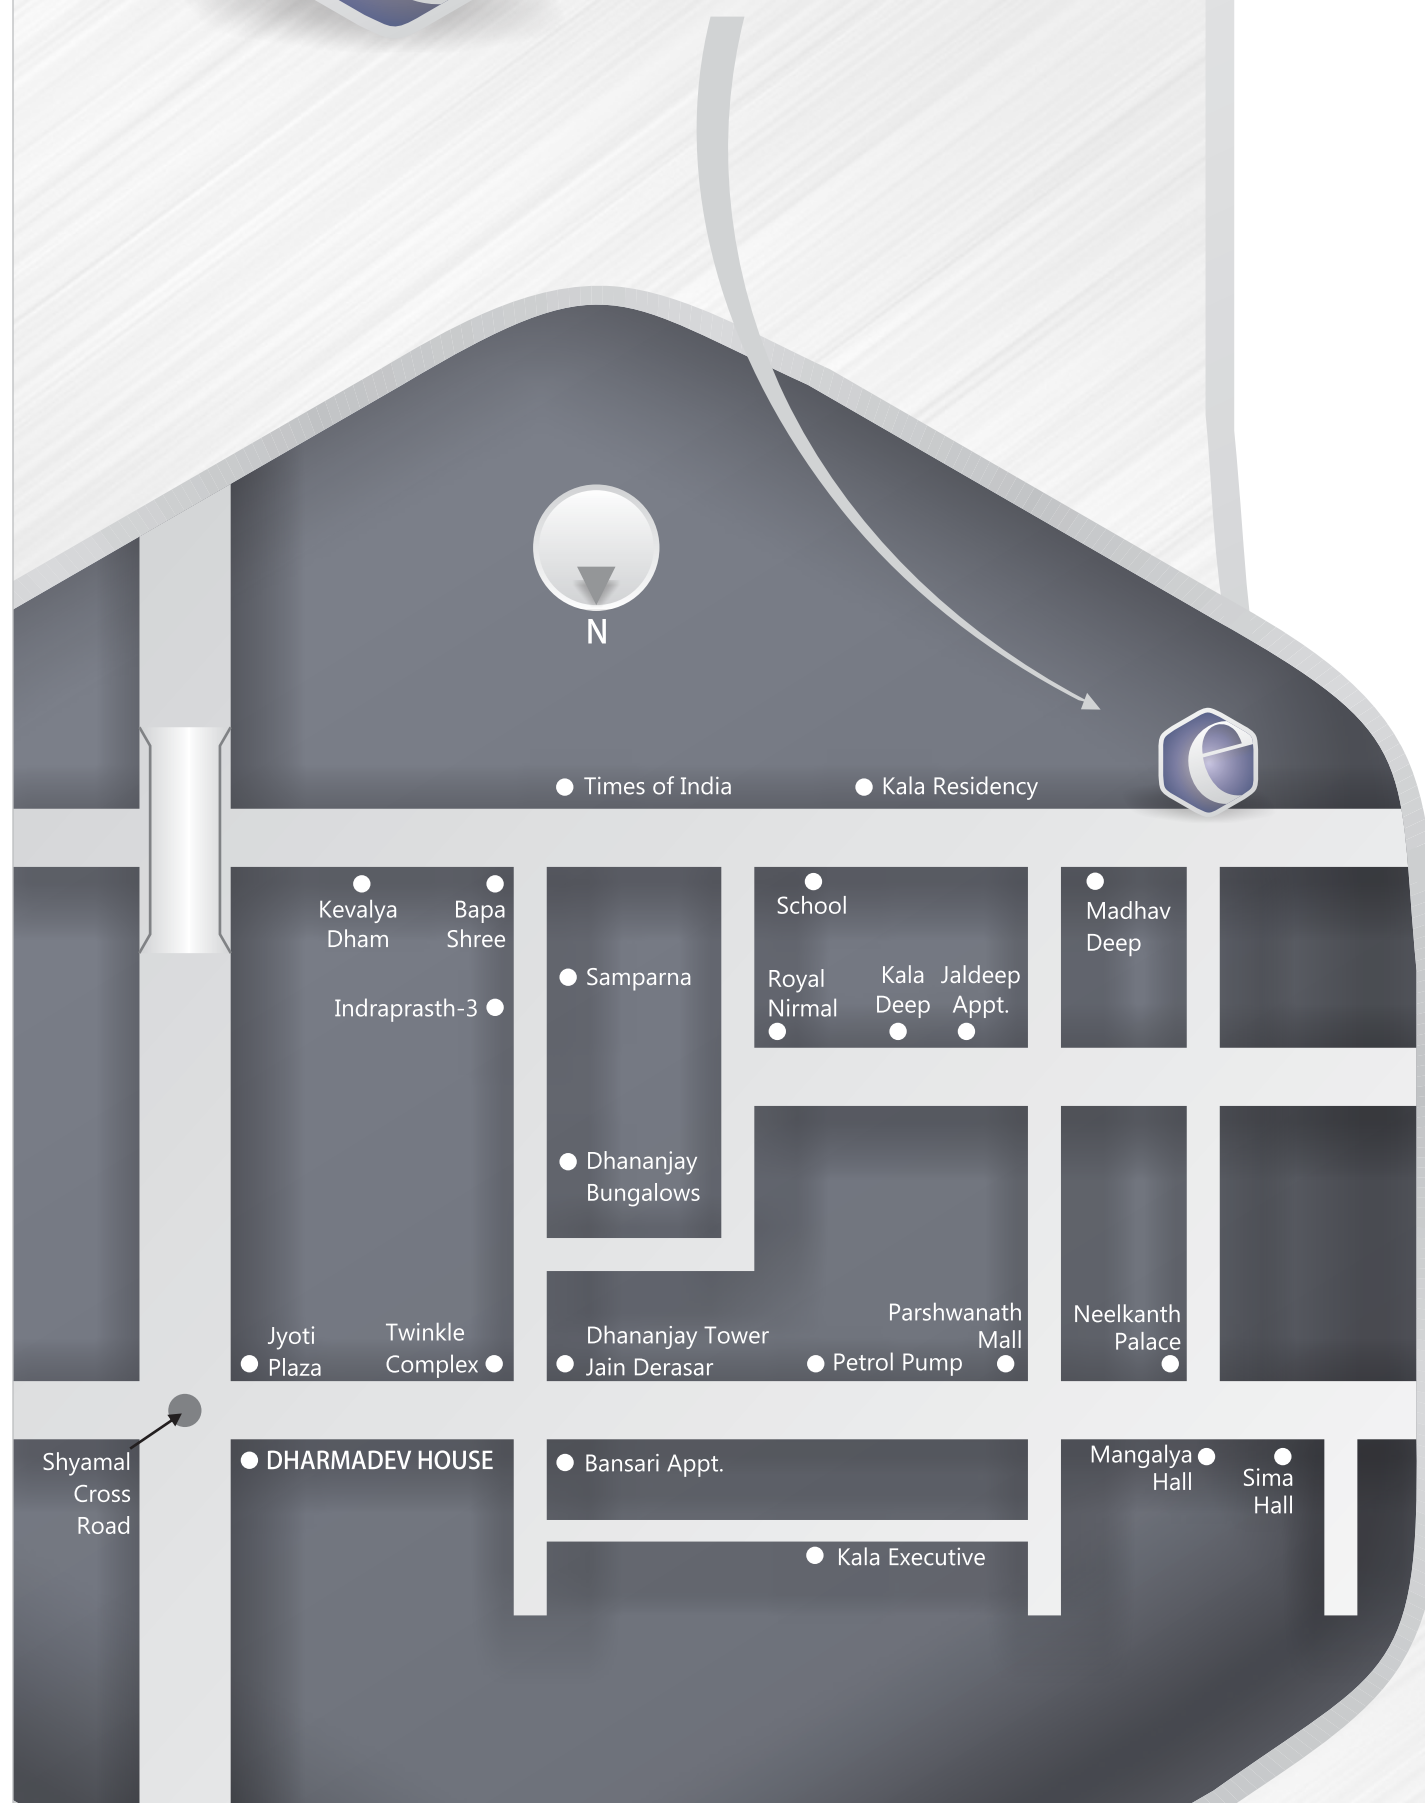 N
Times of India
Kala Residency
Kevalya
Dham
Bapa
Shree
School
Madhav
Deep
Samparna
Indraprasth-3
Royal
Nirmal
Kala
Deep
Jaldeep
Appt.
Dhananjay
Bungalows
Jyoti
Plaza
Twinkle
Complex
Dhananjay Tower
Jain Derasar
Petrol Pump
Parshwanath
Mall
Neelkanth
Palace
Shyamal
Cross
Road
DHARMADEV HOUSE
Bansari Appt.
Mangalya
Hall
Sima
Hall
Kala Executive